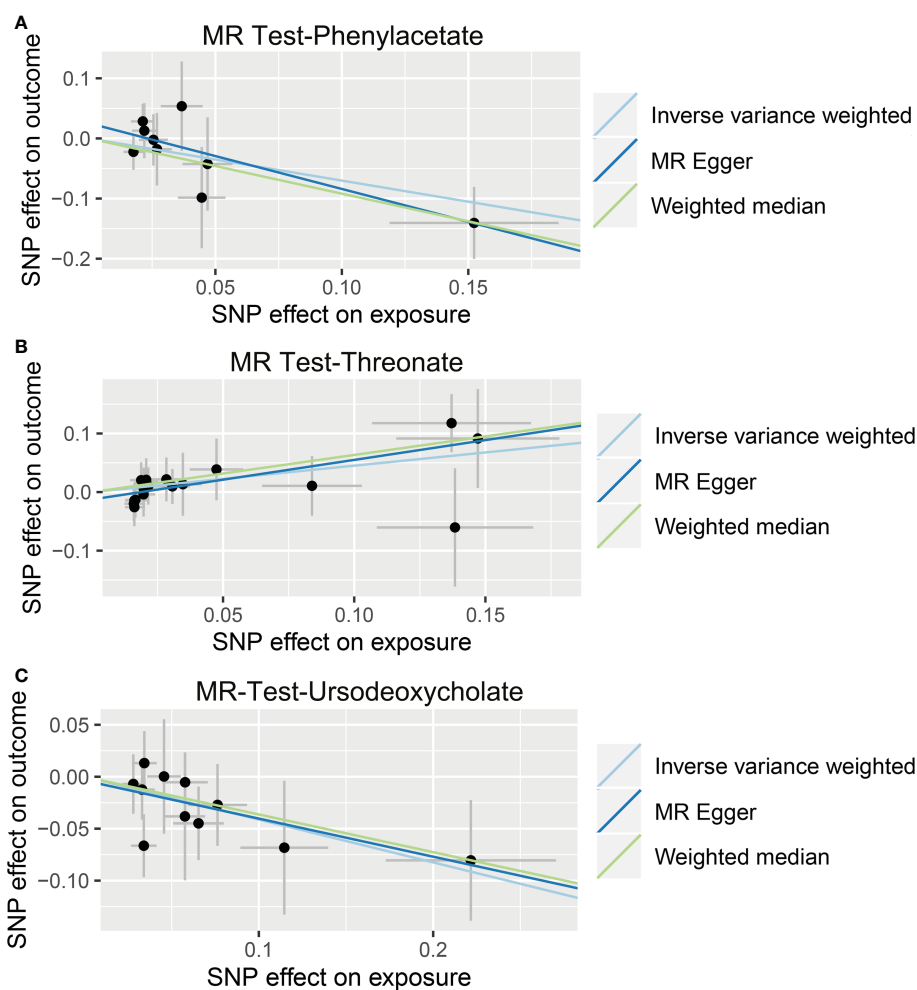 A
MR Test-Phenylacetate
SNP effect on outcome
0.1
0.0
−0.1
−0.2
0.05
0.10
0.15
SNP effect on exposure
Inverse variance weighted
MR Egger
Weighted median
B
MR Test-Threonate
SNP effect on outcome
0.1
0.0
−0.1
0.05
0.10
0.15
SNP effect on exposure
Inverse variance weighted
MR Egger
Weighted median
C
MR-Test-Ursodeoxycholate
SNP effect on outcome
0.05
0.00
−0.05
−0.10
0.1
0.2
SNP effect on exposure
Inverse variance weighted
MR Egger
Weighted median